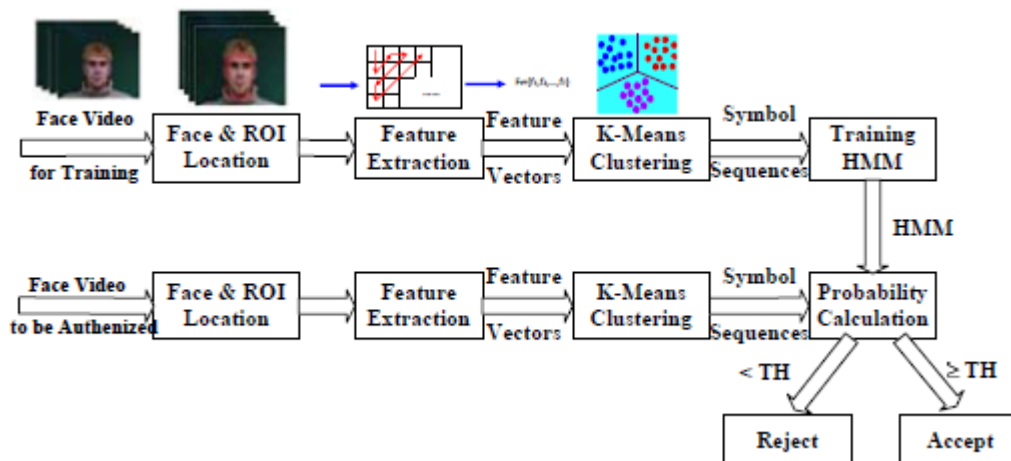 Face Video
for Training
Face & ROI
Location
Feature
Extraction
Feature
Vectors
K-Means
Clustering
Symbol
Sequences
Training
HMM
HMM
Face Video
to be Authenized
Face & ROI
Location
Feature
Extraction
Feature
Vectors
K-Means
Clustering
Symbol
Sequences
Probability
Calculation
< TH
≥ TH
Reject
Accept